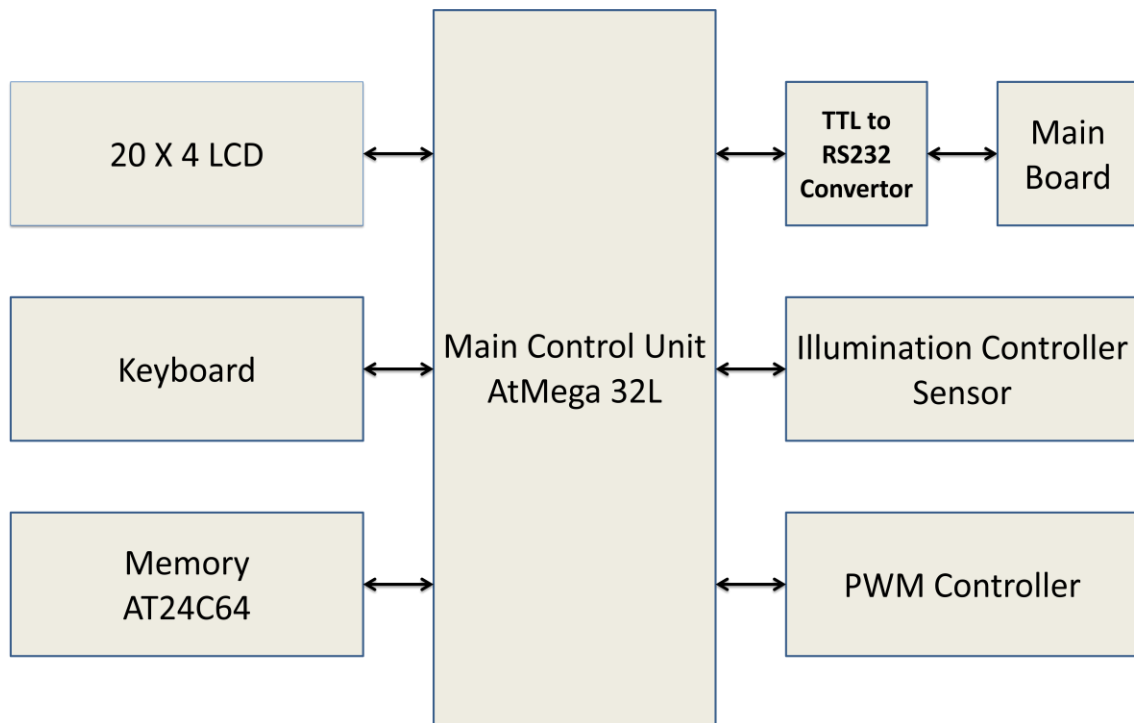 20 X 4 LCD
Keyboard
Memory
AT24C64
Main Control Unit
AtMega 32L
TTL to
RS232
Convertor
Main
Board
Illumination Controller
Sensor
PWM Controller